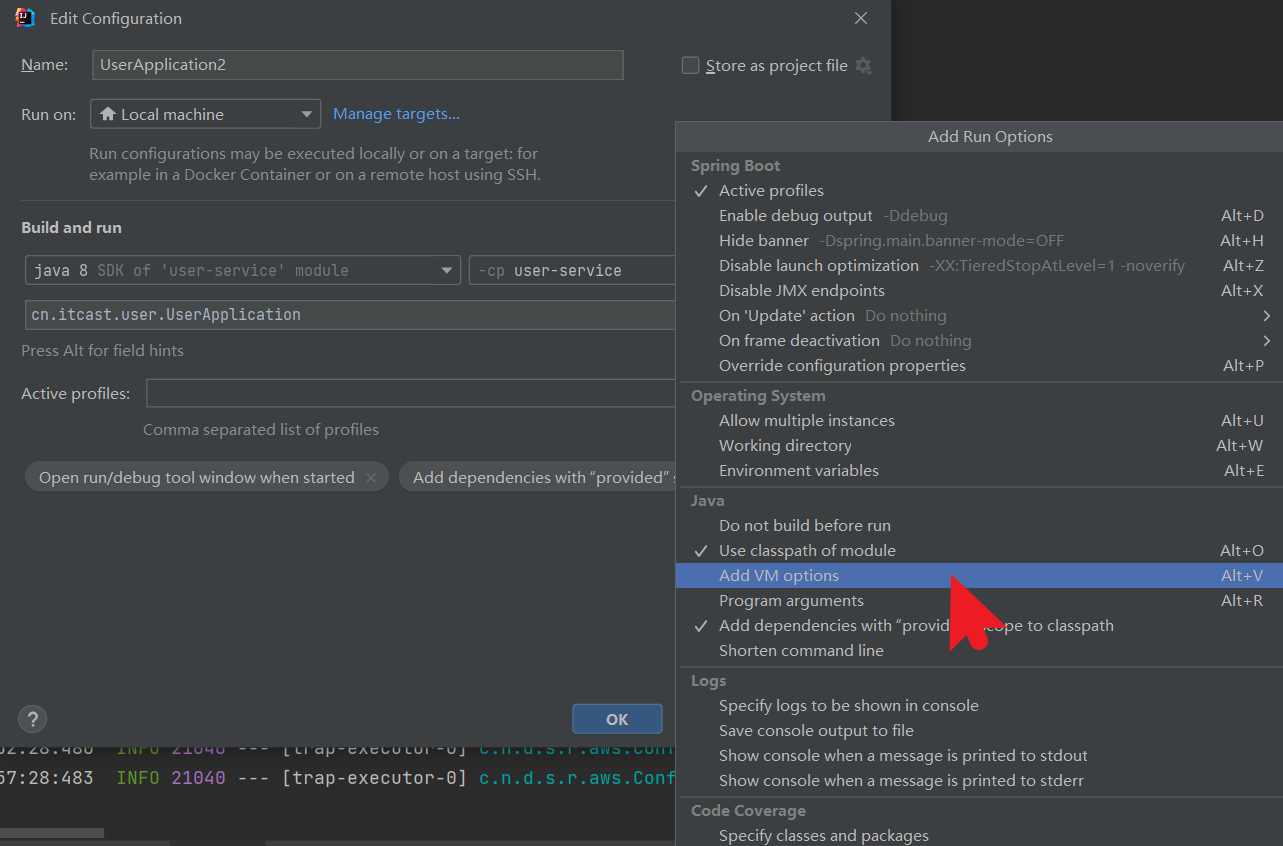 Edit Configuration
Name: UserApplication2
Store as project file
Run on: Local machine Manage targets...
Run configurations may be executed locally or on a target: for
example in a Docker Container or on a remote host using SSH.
Build and run
java 8 SDK of 'user-service' module -cp user-service
cn.itcast.user.UserApplication
Press Alt for field hints
Active profiles:
Comma separated list of profiles
Open run/debug tool window when started × Add dependencies with “provided”
? OK
INFO 21040 --- [trap-executor-0] c.n.d.s.r.aws.Conf
57:28:483 INFO 21040 --- [trap-executor-0] c.n.d.s.r.aws.Conf
Add Run Options
Spring Boot
✓ Active profiles
Enable debug output -Ddebug Alt+D
Hide banner -Dspring.main.banner-mode=OFF Alt+H
Disable launch optimization -XX:TieredStopAtLevel=1 -noverify Alt+Z
Disable JMX endpoints Alt+X
On 'Update' action Do nothing
On frame deactivation Do nothing
Override configuration properties Alt+P
Operating System
Allow multiple instances Alt+U
Working directory Alt+W
Environment variables Alt+E
Java
Do not build before run
✓ Use classpath of module Alt+O
Add VM options Alt+V
Program arguments Alt+R
✓ Add dependencies with to classpath
Shorten command line
Logs
Specify logs to be shown in console
Save console output to file
Show console when a message is printed to stdout
Show console when a message is printed to stderr
Code Coverage
Specify classes and packages